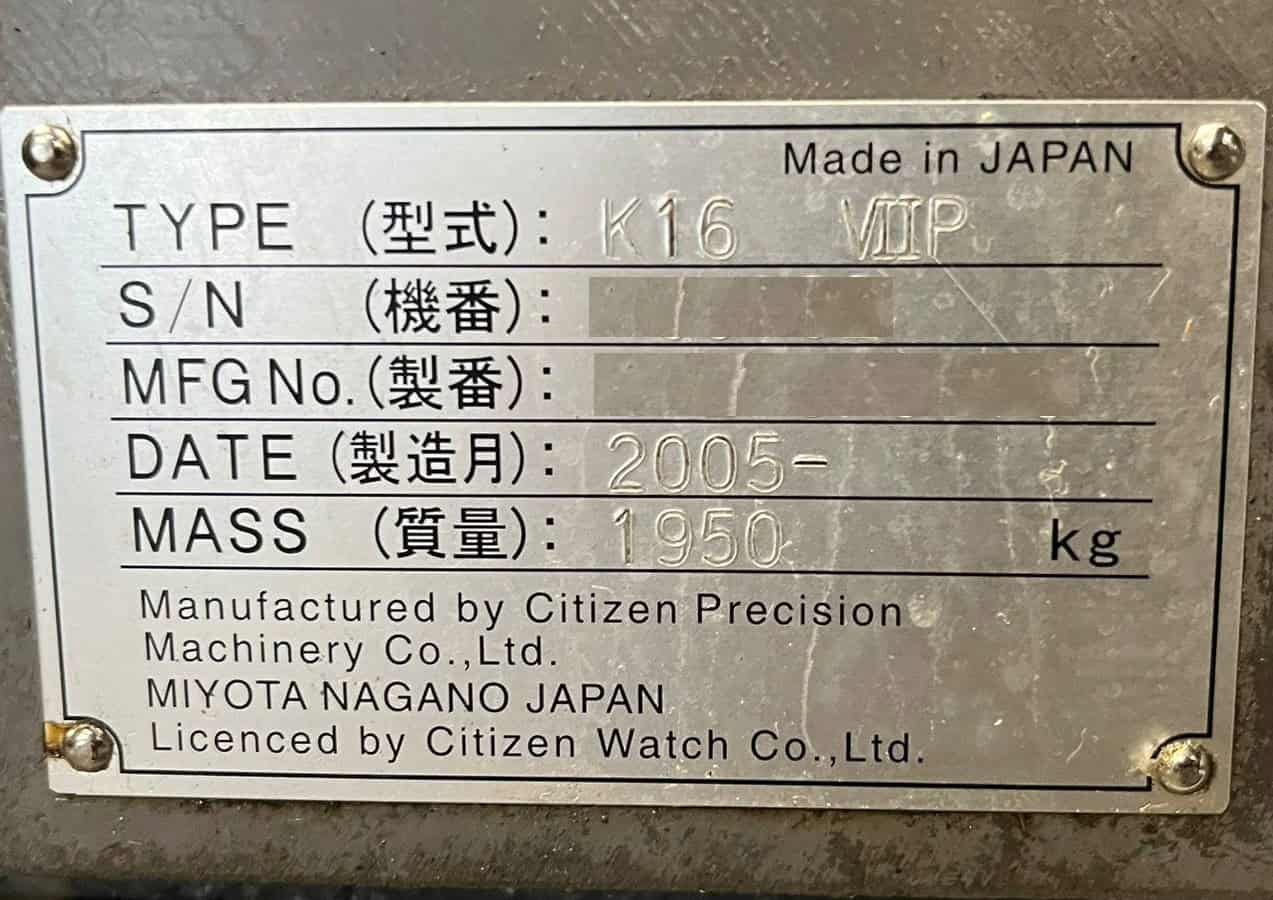 Made in JAPAN
TYPE (型式): K16 ⅦP
S/N (機番):
MFG No. (製番):
DATE (製造月): 2005-
MASS (質量): 1950 kg
Manufactured by Citizen Precision
Machinery Co.,Ltd.
MIYOTA NAGANO JAPAN
Licenced by Citizen Watch Co.,Ltd.